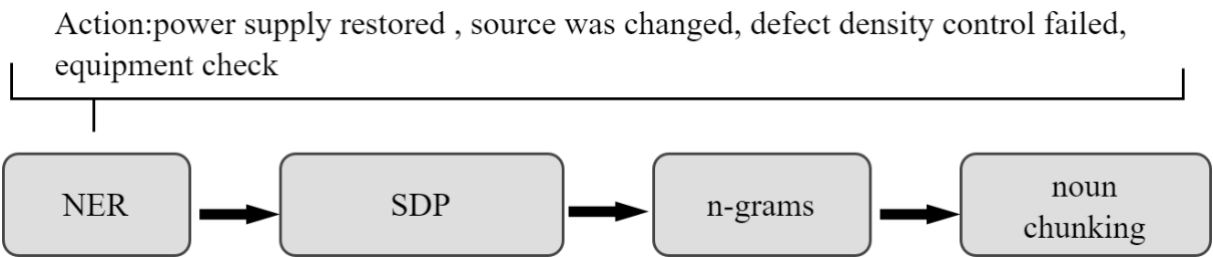 Action:power supply restored , source was changed, defect density control failed,
equipment check
NER
SDP
n-grams
noun
chunking